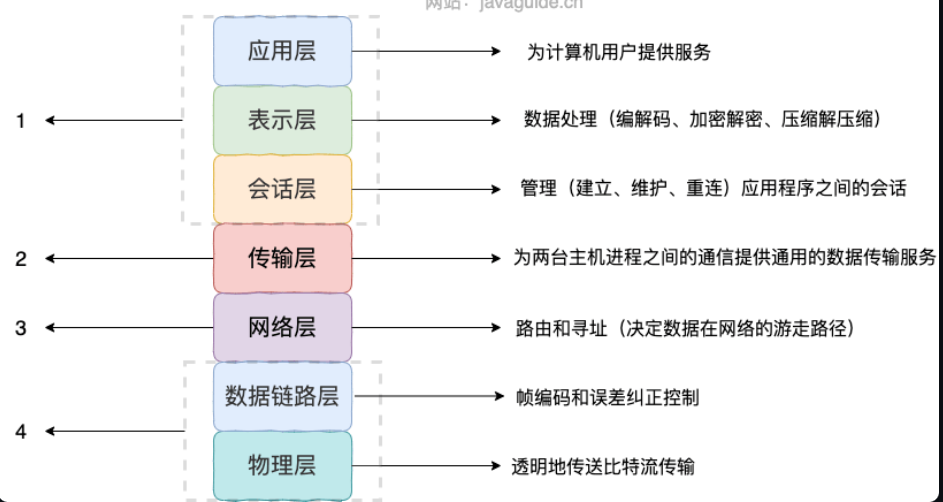 网站：javaguide.cn
应用层
为计算机用户提供服务
1
表示层
数据处理（编解码、加密解密、压缩解压缩）
会话层
管理（建立、维护、重连）应用程序之间的会话
2
传输层
为两台主机进程之间的通信提供通用的数据传输服务
3
网络层
路由和寻址（决定数据在网络的游走路径）
数据链路层
帧编码和误差纠正控制
4
物理层
透明地传送比特流传输